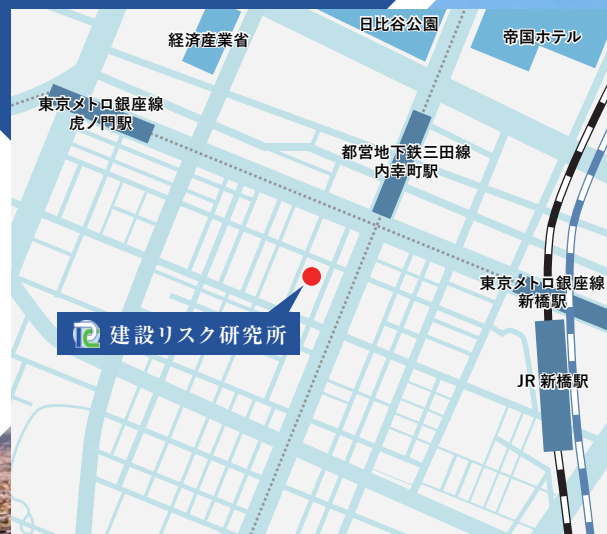 日比谷公園
経済産業省
帝国ホテル
東京メトロ銀座線
虎ノ門駅
都営地下鉄三田線
内幸町駅
東京メトロ銀座線
新橋駅
建設リスク研究所
JR 新橋駅